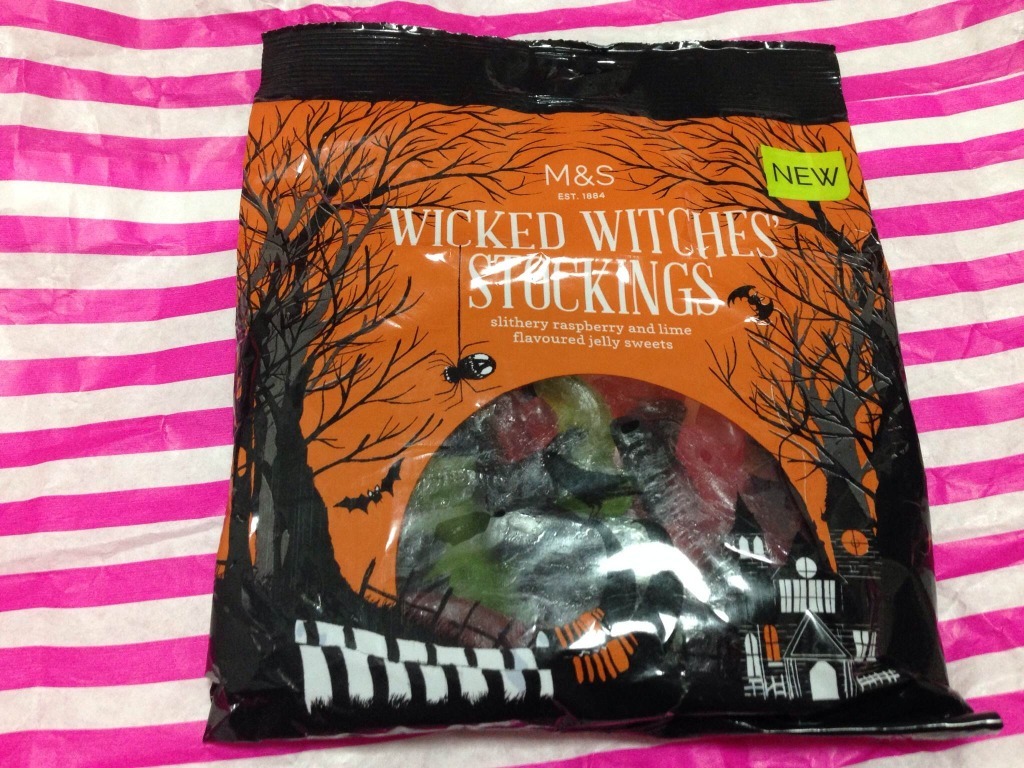 M&S
EST. 1884
NEW
WICKED WITCHES'
STOCKINGS
slithery raspberry and lime
flavoured jelly sweets